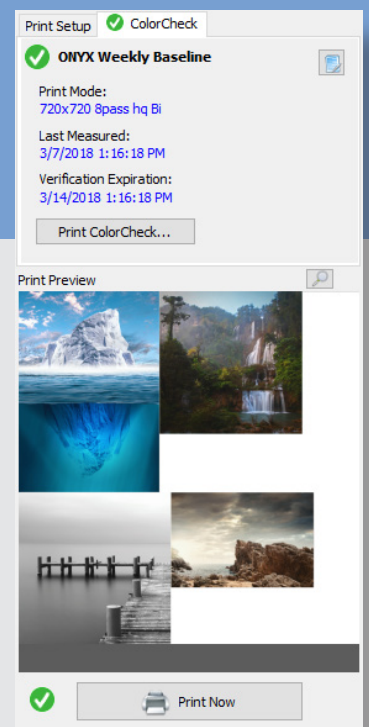 Print Setup ColorCheck
ONYX Weekly Baseline
Print Mode:
720x720 8pass hq Bi
Last Measured:
3/7/2018 1:16:18 PM
Verification Expiration:
3/14/2018 1:16:18 PM
Print ColorCheck...
Print Preview
Print Now